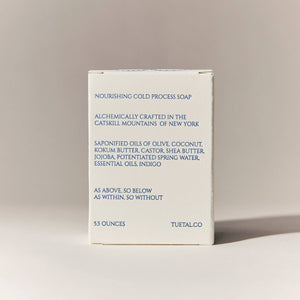 NOURISHING COLD PROCESS SOAP
ALCHEMICALLY CRAFTED IN THE
CATSKILL MOUNTAINS OF NEW YORK
SAPONIFIED OILS OF OLIVE, COCONUT,
KOKUM BUTTER, CASTOR, SHEA BUTTER,
JOJOBA, POTENTIATED SPRING WATER,
ESSENTIAL OILS, INDIGO
AS ABOVE, SO BELOW
AS WITHIN, SO WITHOUT
5.5 OUNCES TUETAL.CO